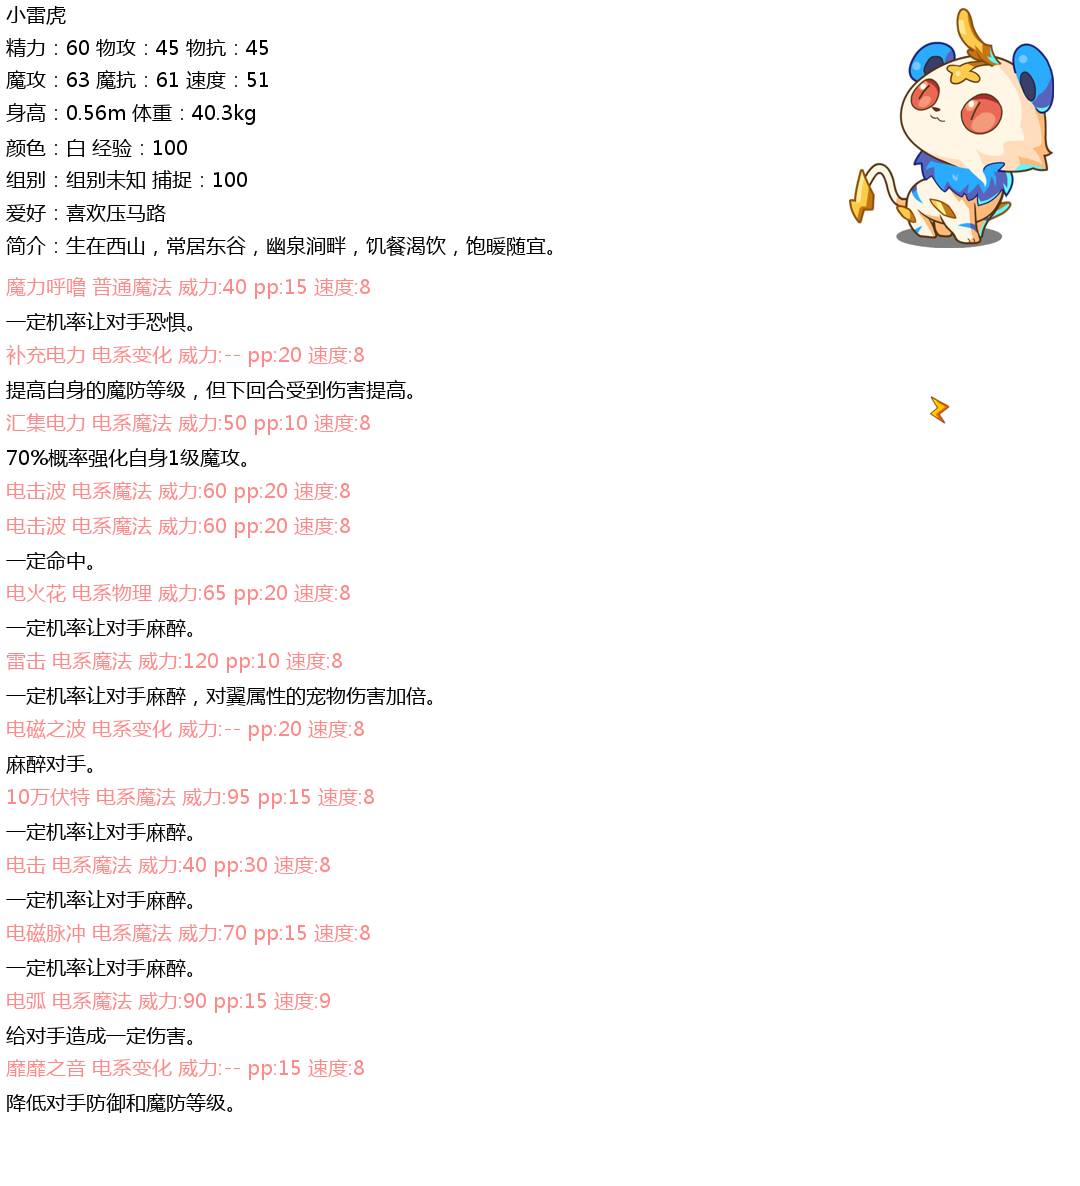 小雷虎
精力：60 物攻：45 物抗：45
魔攻：63 魔抗：61 速度：51
身高：0.56m 体重：40.3kg
颜色：白 经验：100
组别：组别未知 捕捉：100
爱好：喜欢压马路
简介：生在西山，常居东谷，幽泉涧畔，饥餐渴饮，饱暖随宜。
魔力呼噜 普通魔法 威力:40 pp:15 速度:8
一定机率让对手恐惧。
补充电力 电系变化 威力:-- pp:20 速度:8
提高自身的魔防等级，但下回合受到伤害提高。
汇集电力 电系魔法 威力:50 pp:10 速度:8
70%概率强化自身1级魔攻。
电击波 电系魔法 威力:60 pp:20 速度:8
电击波 电系魔法 威力:60 pp:20 速度:8
一定命中。
电火花 电系物理 威力:65 pp:20 速度:8
一定机率让对手麻醉。
雷击 电系魔法 威力:120 pp:10 速度:8
一定机率让对手麻醉，对翼属性的宠物伤害加倍。
电磁之波 电系变化 威力:-- pp:20 速度:8
麻醉对手。
10万伏特 电系魔法 威力:95 pp:15 速度:8
一定机率让对手麻醉。
电击 电系魔法 威力:40 pp:30 速度:8
一定机率让对手麻醉。
电磁脉冲 电系魔法 威力:70 pp:15 速度:8
一定机率让对手麻醉。
电弧 电系魔法 威力:90 pp:15 速度:9
给对手造成一定伤害。
靡靡之音 电系变化 威力:-- pp:15 速度:8
降低对手防御和魔防等级。